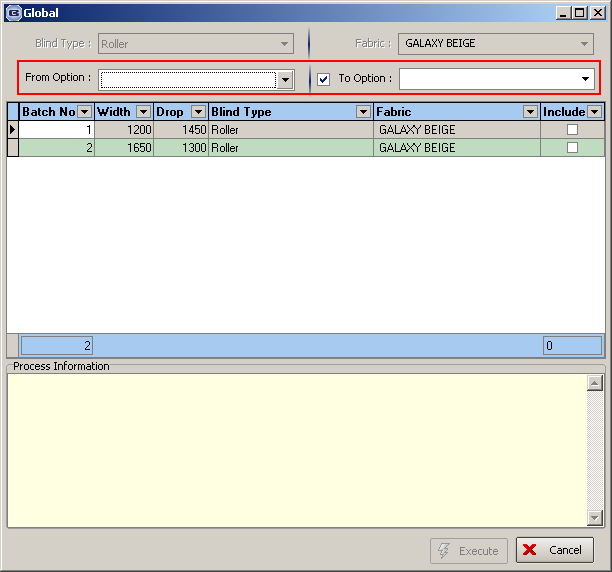 Global
Blind Type : Roller Fabric : GALAXY BEIGE
From Option : To Option :
Batch No Width Drop Blind Type Fabric Include
1 1200 1450 Roller GALAXY BEIGE
2 1650 1300 Roller GALAXY BEIGE
2 0
Process Information
Execute Cancel